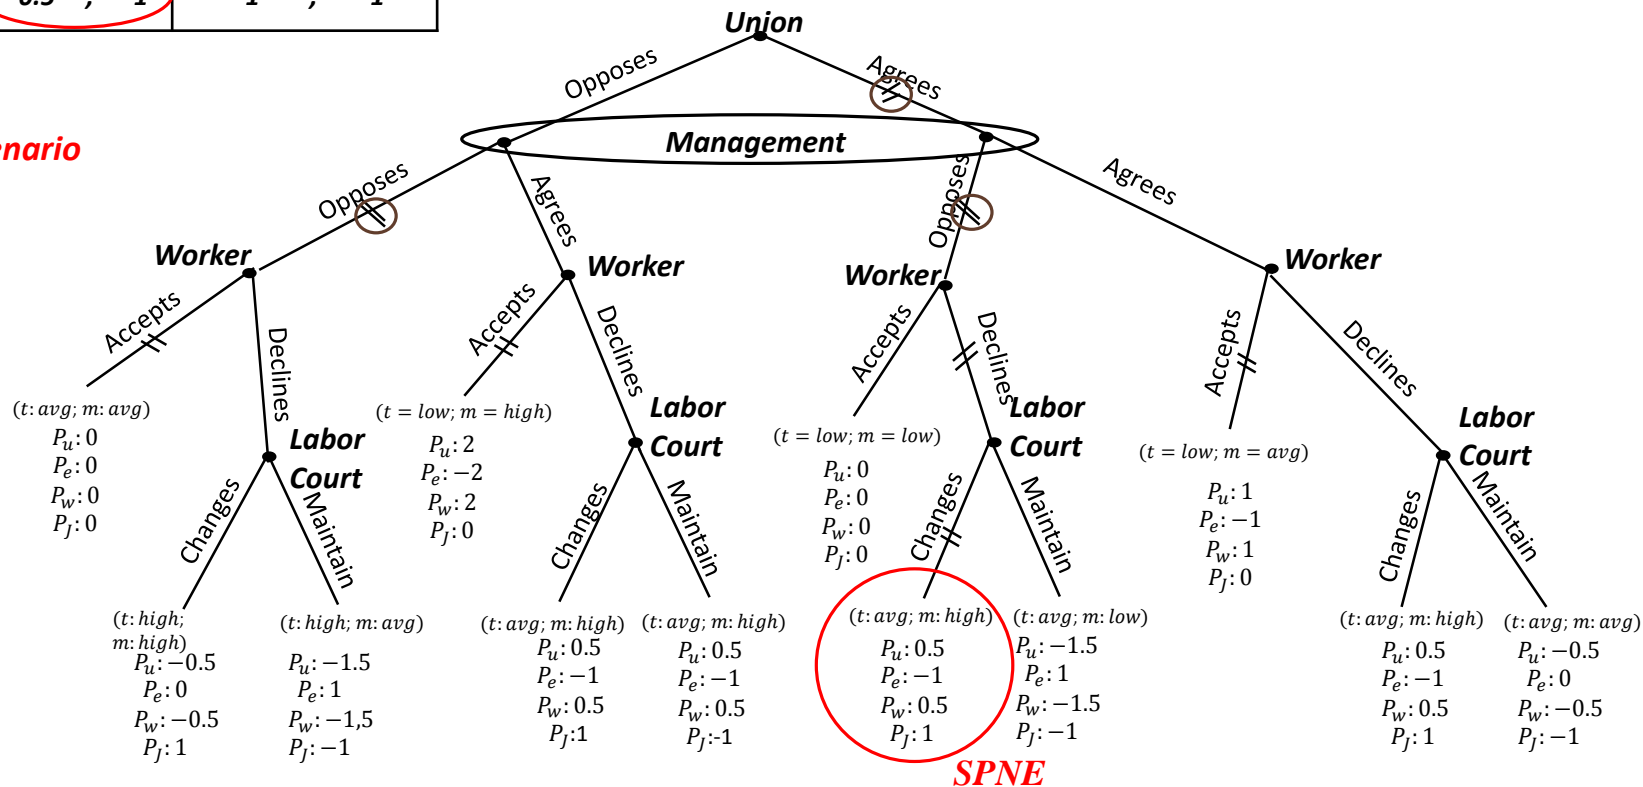 0.5 , -1
1 , 1
Union
Opposes
Agrees
Management
enario
Opposes
Agrees
Opposes
Agrees
Worker
Worker
Worker
Worker
Accepts
Declines
Accepts
Declines
Accepts
Declines
Accepts
Declines
(t: avg; m: avg)
P_u: 0
P_e: 0
P_w: 0
P_J: 0
Labor
Court
(t = low; m = high)
P_u: 2
P_e: −2
P_w: 2
P_J: 0
Labor
Court
(t = low; m = low)
P_u: 0
P_e: 0
P_w: 0
P_J: 0
Labor
Court
(t = low; m = avg)
P_u: 1
P_e: −1
P_w: 1
P_J: 0
Labor
Court
Changes
Maintain
Changes
Maintain
Changes
Maintain
Changes
Maintain
(t: high;
m: high)
P_u: −0.5
P_e: 0
P_w: −0.5
P_J: 1
(t: high; m: avg)
P_u: −1.5
P_e: 1
P_w: −1,5
P_J: −1
(t: avg; m: high)
P_u: 0.5
P_e: −1
P_w: 0.5
P_J:1
(t: avg; m: high)
P_u: 0.5
P_e: −1
P_w: 0.5
P_J:-1
(t: avg; m: high)
P_u: 0.5
P_e: −1
P_w: 0.5
P_J: 1
(t: avg; m: low)
P_u: −1.5
P_e: 1
P_w: −1.5
P_J: −1
(t: avg; m: high)
P_u: 0.5
P_e: −1
P_w: 0.5
P_J: 1
(t: avg; m: avg)
P_u: −0.5
P_e: 0
P_w: −0.5
P_J: −1
SPNE